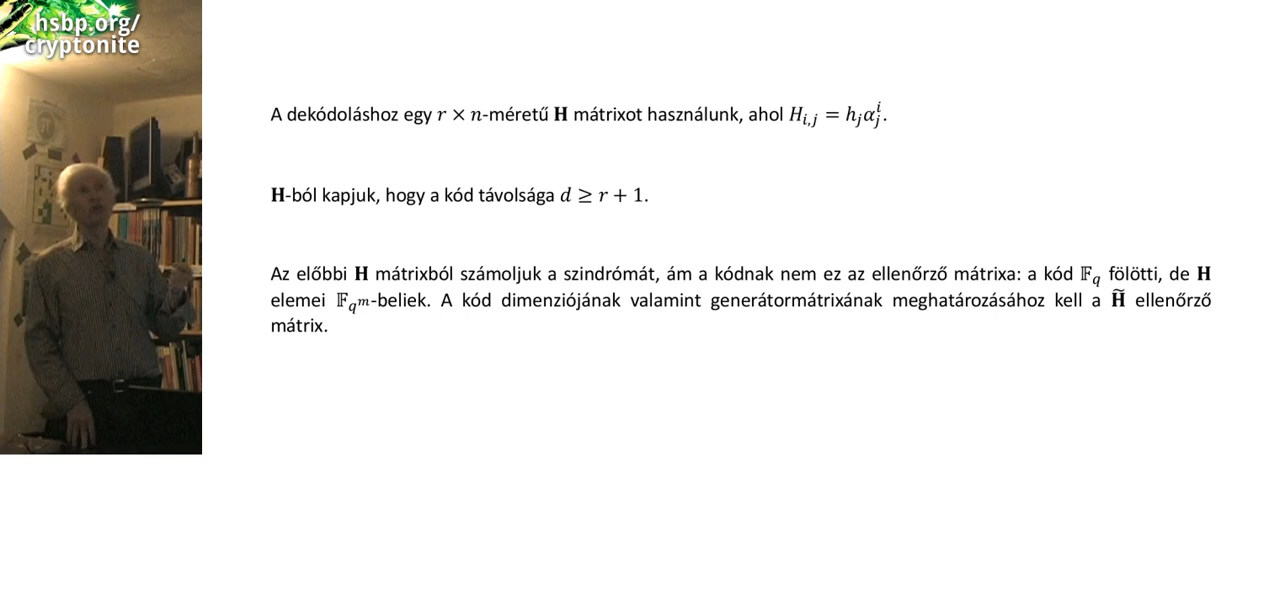 hsbp.org/
cryptonite
A dekódoláshoz egy r × n-méretű H mátrixot használunk, ahol H_{i,j} = h_jα_j^i.
H-ból kapjuk, hogy a kód távolsága d ≥ r + 1.
Az előbbi H mátrixból számoljuk a szindrómát, ám a kódnak nem ez az ellenőrző mátrixa: a kód 𝔽_q fölötti, de H
elemei 𝔽_{q^m}-beliek. A kód dimenziójának valamint generátormátrixának meghatározásához kell a H̃ ellenőrző
mátrix.